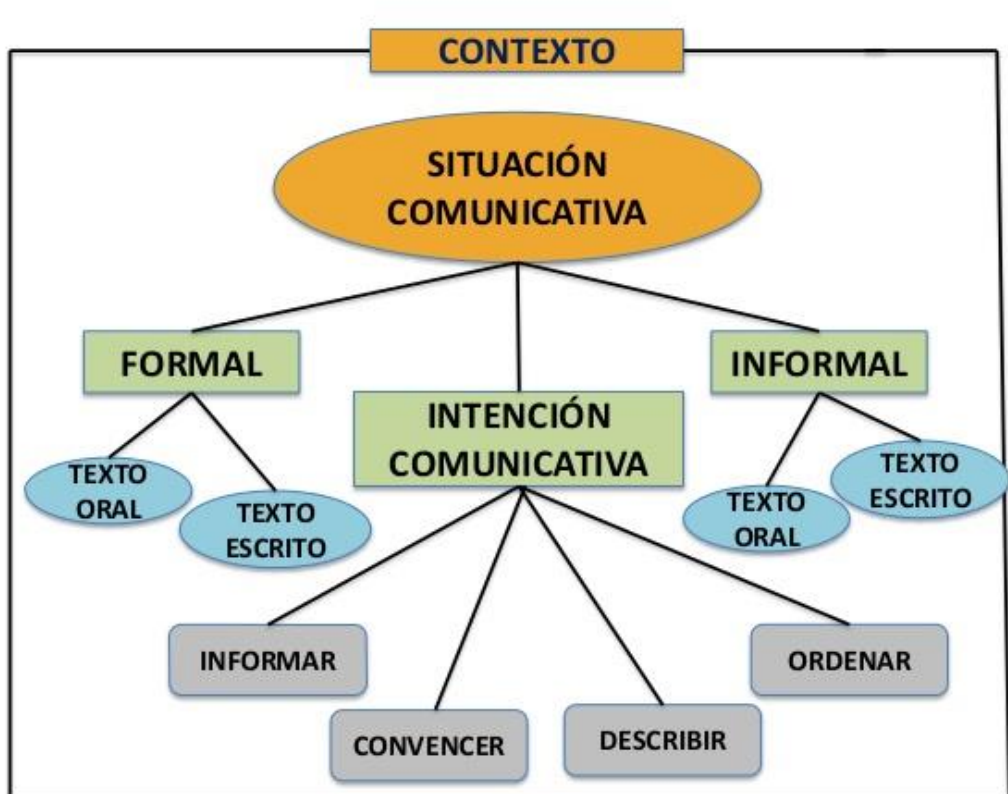 CONTEXTO
SITUACIÓN
COMUNICATIVA
FORMAL
INFORMAL
INTENCIÓN
COMUNICATIVA
TEXTO
ORAL
TEXTO
ESCRITO
TEXTO
ORAL
TEXTO
ESCRITO
INFORMAR
CONVENCER
DESCRIBIR
ORDENAR